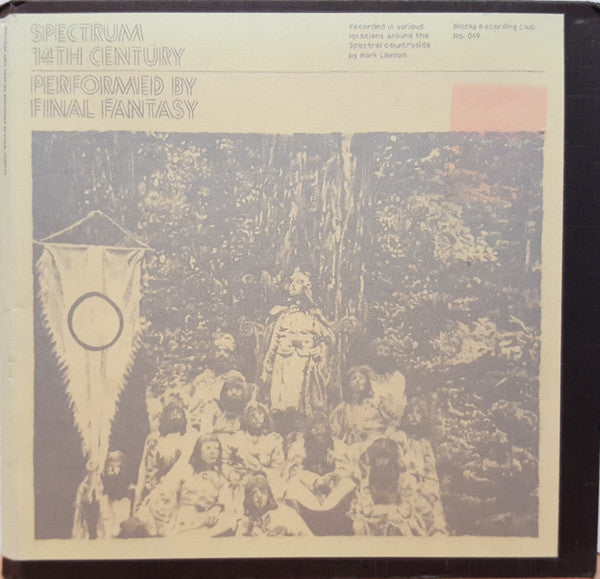 SPECTRUM
14TH CENTURY
PERFORMED BY
FINAL FANTASY
Recorded in various
locations around the
Spectral countryside
by Mark Lawson
Blocks Recording Club
No. 049